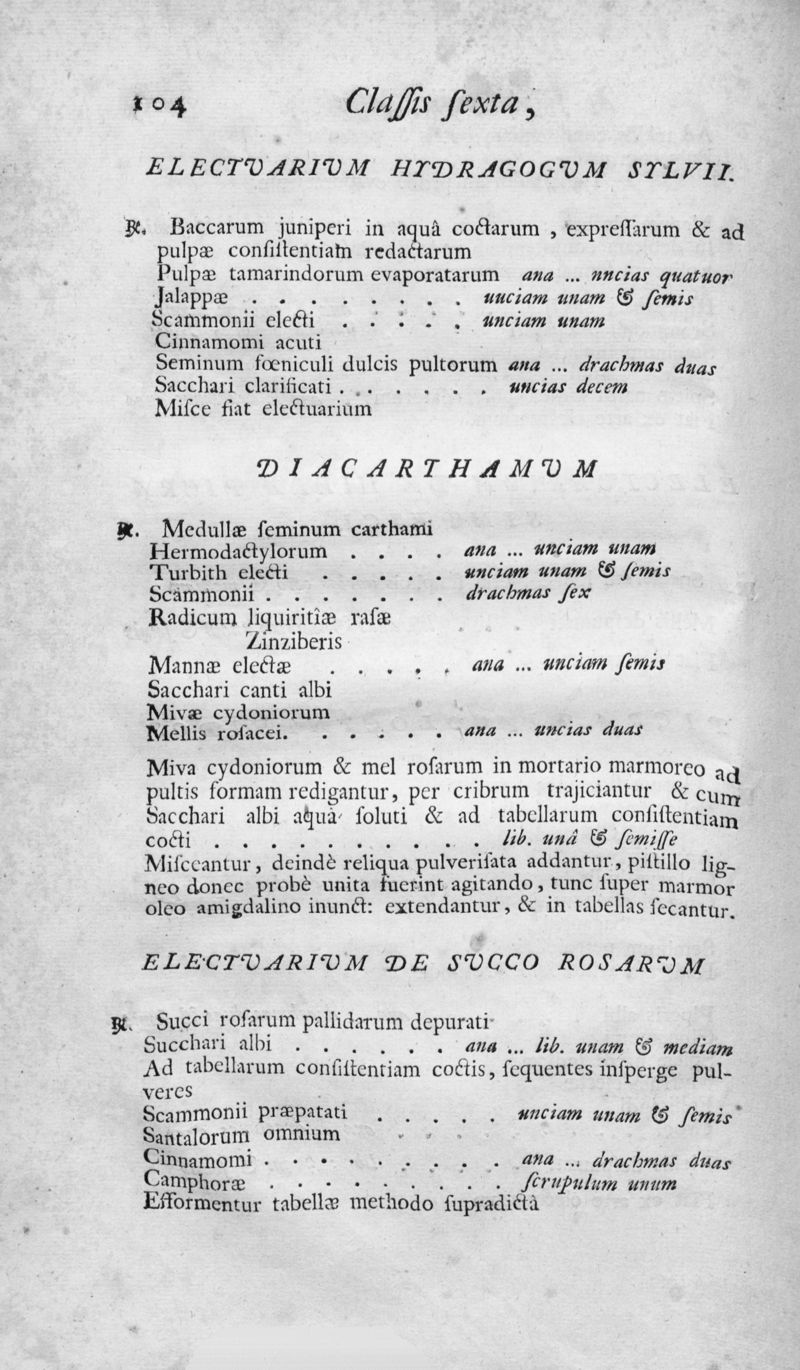 104 Claſſis ſexta,
ELECTVARIVM HYDRAGOGVM SYLVII.
℞. Baccarum juniperi in aquâ coctarum, expreſſarum & ad
pulpæ conſiſtentiam redactarum
Pulpæ tamarindorum evaporatarum ana ... nncias quatuor
Jalappæ . . . . . . . . uuciam unam & ſemis
Scammonii electi . . . . . unciam unam
Cinnamomi acuti
Seminum fœniculi dulcis pultorum ana ... drachmas duas
Sacchari clarificati . . . . . . . uncias decem
Miſce fiat electuarium
DIACARTHAMVM
℞. Medullæ ſeminum carthami
Hermodactylorum . . . . ana ... unciam unam
Turbith electi . . . . . unciam unam & ſemis
Scammonii . . . . . . . drachmas ſex
Radicum liquiritîæ raſæ
Zinziberis
Mannæ electæ . . . . . ana ... unciam ſemis
Sacchari canti albi
Mivæ cydoniorum
Mellis roſacei. . . . . . ana ... uncias duas
Miva cydoniorum & mel roſarum in mortario marmoreo ad
pultis formam redigantur, per cribrum trajiciantur & cum
Sacchari albi aquà ſoluti & ad tabellarum conſiſtentiam
cocti . . . . . . . . . . lib. unâ & ſemiſſe
Miſceantur, deindè reliqua pulveriſata addantur, piſtillo lig-
neo donec probè unita fuerint agitando, tunc ſuper marmor
oleo amigdalino inunct: extendantur, & in tabellas ſecantur.
ELECTVARIVM DE SVCCO ROSARVM
℞. Succi roſarum pallidarum depurati
Succhari albi . . . . . . ana ... lib. unam & mediam
Ad tabellarum conſiſtentiam coctis, ſequentes inſperge pul-
veres
Scammonii præpatati . . . . . unciam unam & ſemis
Santalorum omnium
Cinnamomi . . . . . . . . . ana ... drachmas duas
Camphoræ . . . . . . . . . ſcrupulum unum
Efformentur tabellæ methodo ſupradictâ